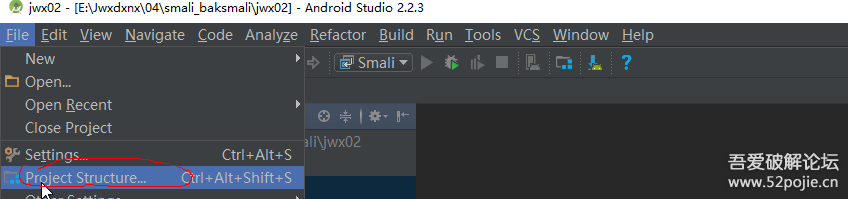 jwx02 - [E:\Jwxdxnx\04\smali_baksmali\jwx02] - Android Studio 2.2.3
File Edit View Navigate Code Analyze Refactor Build Run Tools VCS Window Help
New
Smali
Open...
Open Recent
Close Project
ali\jwx02
Settings... Ctrl+Alt+S
Project Structure... Ctrl+Alt+Shift+S
Other Settings
吾爱破解论坛
www.52pojie.cn